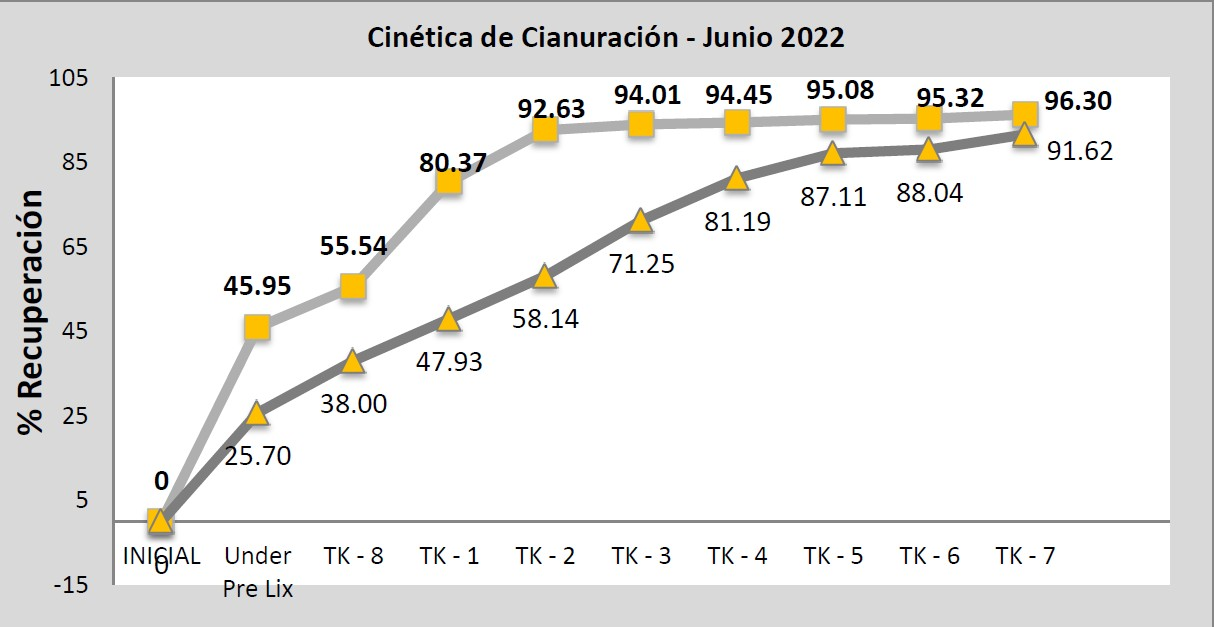 Cinética de Cianuración - Junio 2022
% Recuperación
105
85
65
45
25
5
-15
0
45.95
55.54
80.37
92.63
94.01
94.45
95.08
95.32
96.30
0
25.70
38.00
47.93
58.14
71.25
81.19
87.11
88.04
91.62
INICIAL
Under
Pre Lix
TK - 8
TK - 1
TK - 2
TK - 3
TK - 4
TK - 5
TK - 6
TK - 7